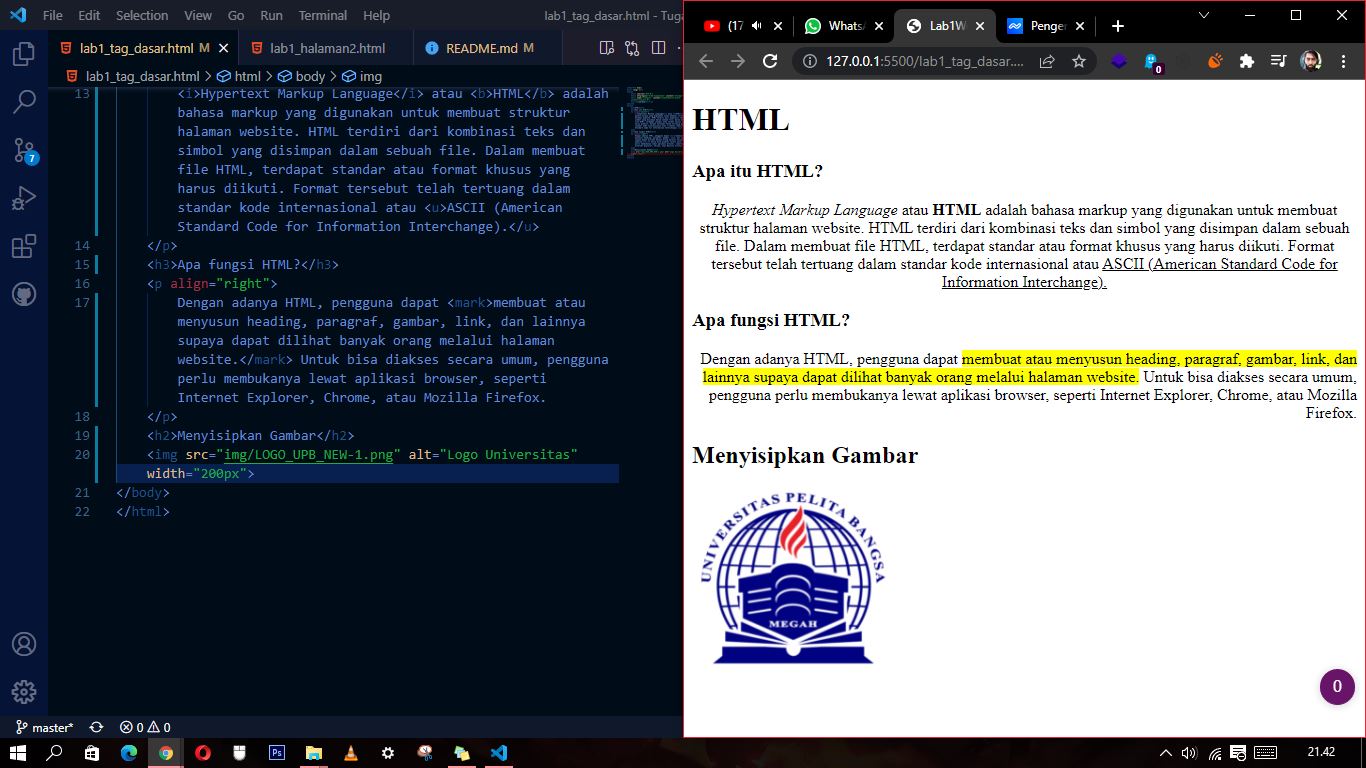 File Edit Selection View Go Run Terminal Help lab1_tag_dasar.html - Tuga
lab1_tag_dasar.html M lab1_halaman2.html README.md M
lab1_tag_dasar.html > html > body > img
13 <i>Hypertext Markup Language</i> atau <b>HTML</b> adalah
bahasa markup yang digunakan untuk membuat struktur
halaman website. HTML terdiri dari kombinasi teks dan
simbol yang disimpan dalam sebuah file. Dalam membuat
file HTML, terdapat standar atau format khusus yang
harus diikuti. Format tersebut telah tertuang dalam
standar kode internasional atau <u>ASCII (American
Standard Code for Information Interchange).</u>
14 </p>
15 <h3>Apa fungsi HTML?</h3>
16 <p align="right">
17 Dengan adanya HTML, pengguna dapat <mark>membuat atau
menyusun heading, paragraf, gambar, link, dan lainnya
supaya dapat dilihat banyak orang melalui halaman
website.</mark> Untuk bisa diakses secara umum, pengguna
perlu membukanya lewat aplikasi browser, seperti
Internet Explorer, Chrome, atau Mozilla Firefox.
18 </p>
19 <h2>Menyisipkan Gambar</h2>
20 <img src="img/LOGO_UPB_NEW-1.png" alt="Logo Universitas"
width="200px">
21 </body>
22 </html>
7
master* 0 0
(17 WhatsA Lab1W Penger
127.0.0.1:5500/lab1_tag_dasar....
0
HTML
Apa itu HTML?
Hypertext Markup Language atau HTML adalah bahasa markup yang digunakan untuk membuat
struktur halaman website. HTML terdiri dari kombinasi teks dan simbol yang disimpan dalam sebuah
file. Dalam membuat file HTML, terdapat standar atau format khusus yang harus diikuti. Format
tersebut telah tertuang dalam standar kode internasional atau ASCII (American Standard Code for
Information Interchange).
Apa fungsi HTML?
Dengan adanya HTML, pengguna dapat membuat atau menyusun heading, paragraf, gambar, link, dan
lainnya supaya dapat dilihat banyak orang melalui halaman website. Untuk bisa diakses secara umum,
pengguna perlu membukanya lewat aplikasi browser, seperti Internet Explorer, Chrome, atau Mozilla
Firefox.
Menyisipkan Gambar
UNIVERSITAS PELITA BANGSA
MEGAH
0
Ps
21.42